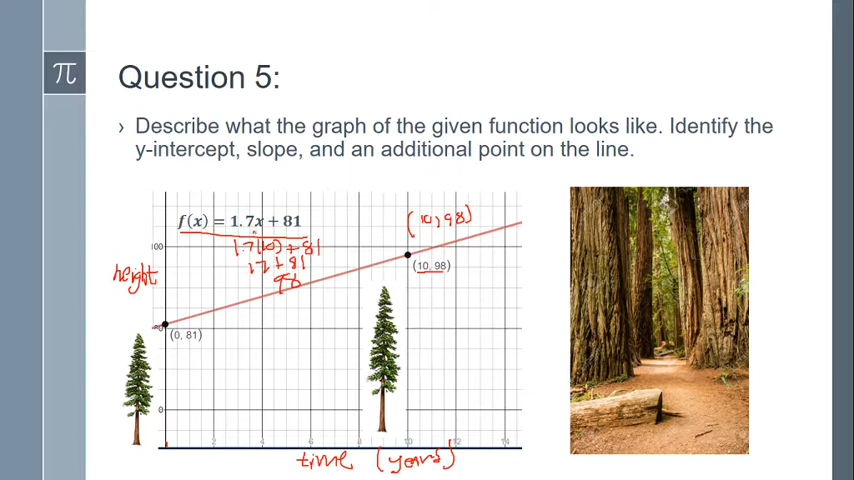 π
Question 5:
› Describe what the graph of the given function looks like. Identify the
y-intercept, slope, and an additional point on the line.
f(x) = 1.7x + 81
(10, 98)
1.7(10) + 81
100
17 + 81
(10, 98)
height
98
(0, 81)
0
2 4 6 8 10 12 14
time (years)